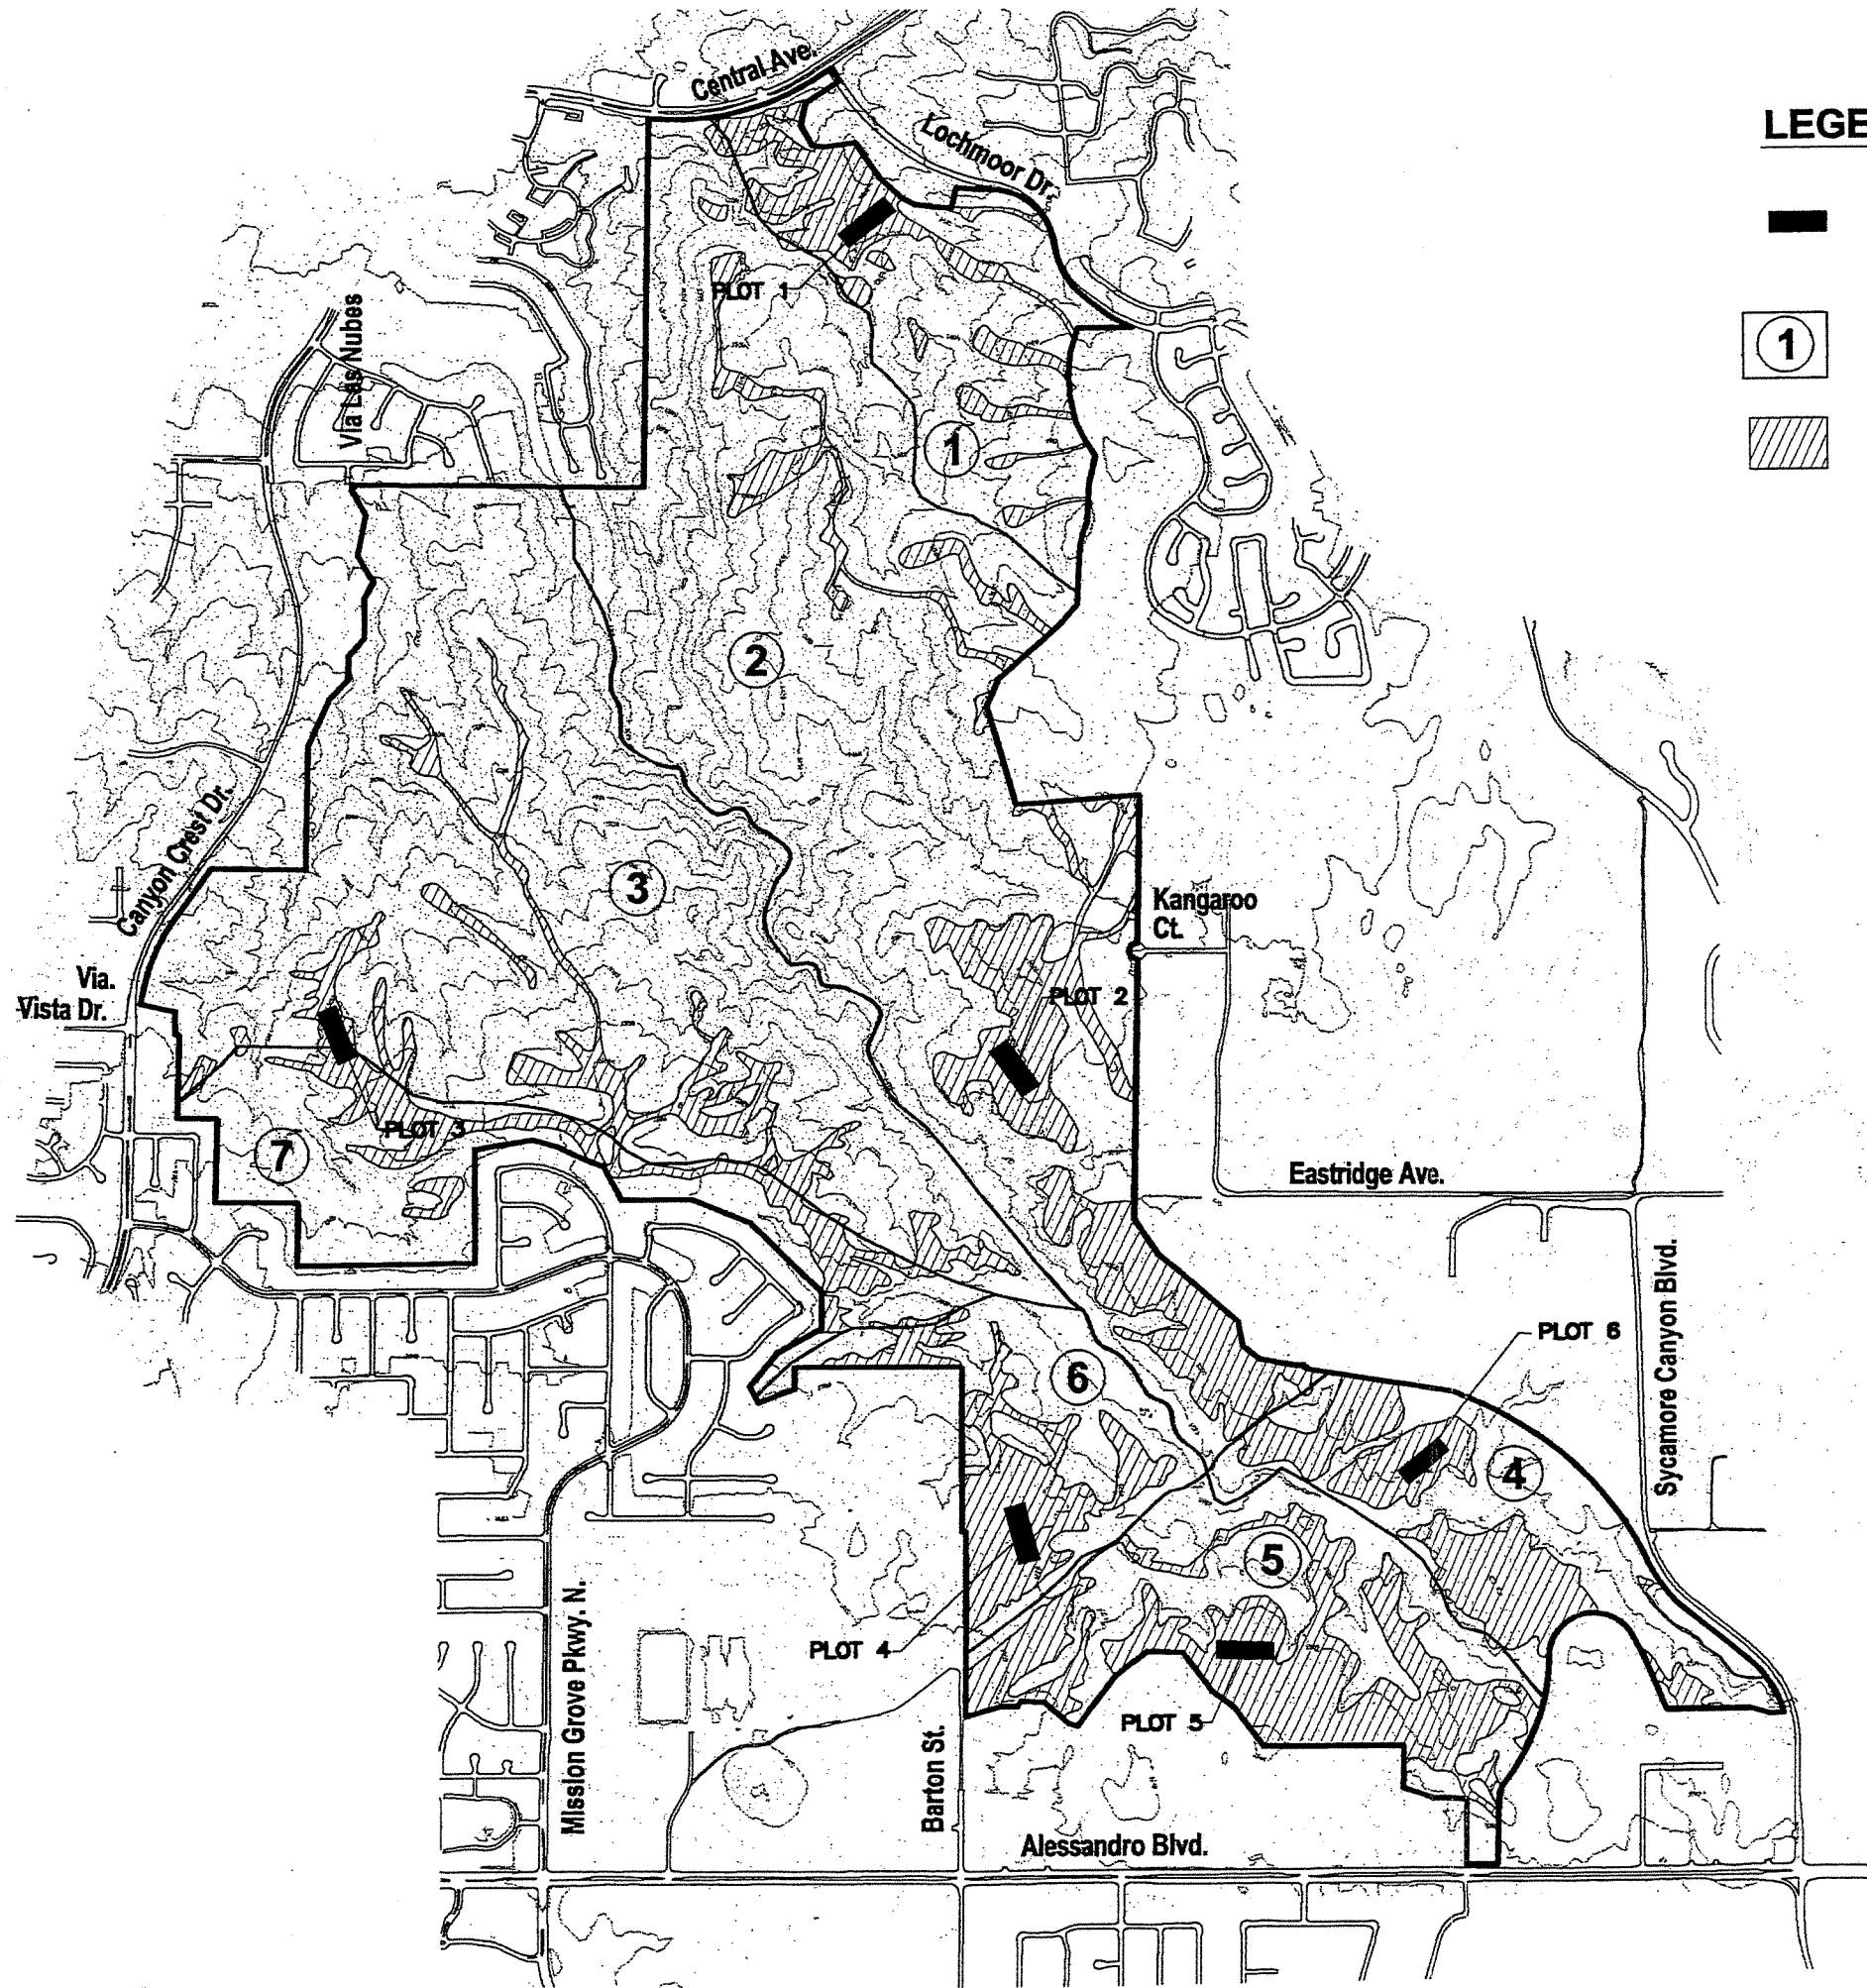 Central Ave.
LEGE
Lochmoor Dr.
PLOT 1
Via Las Nubes
1
1
2
Canyon Crest Dr.
3
Kangaroo
Ct.
Via.
Vista Dr.
PLOT 2
PLOT 3
7
Eastridge Ave.
Sycamore Canyon Blvd.
PLOT 6
6
4
5
Mission Grove Pkwy. N.
PLOT 4
PLOT 5
Barton St.
Alessandro Blvd.